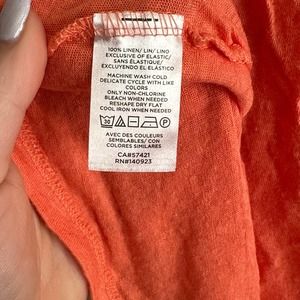 100% LINEN/ LIN/ LINO
EXCLUSIVE OF ELASTIC/
SANS ÉLASTIQUE/
EXCLUYENDO EL ELÁSTICO
MACHINE WASH COLD
DELICATE CYCLE WITH LIKE
COLORS
ONLY NON-CHLORINE
BLEACH WHEN NEEDED
RESHAPE DRY FLAT
COOL IRON WHEN NEEDED
30
P
AVEC DES COULEURS
SEMBLABLES/ CON
COLORES SIMILARES
CA#57421
RN#140923